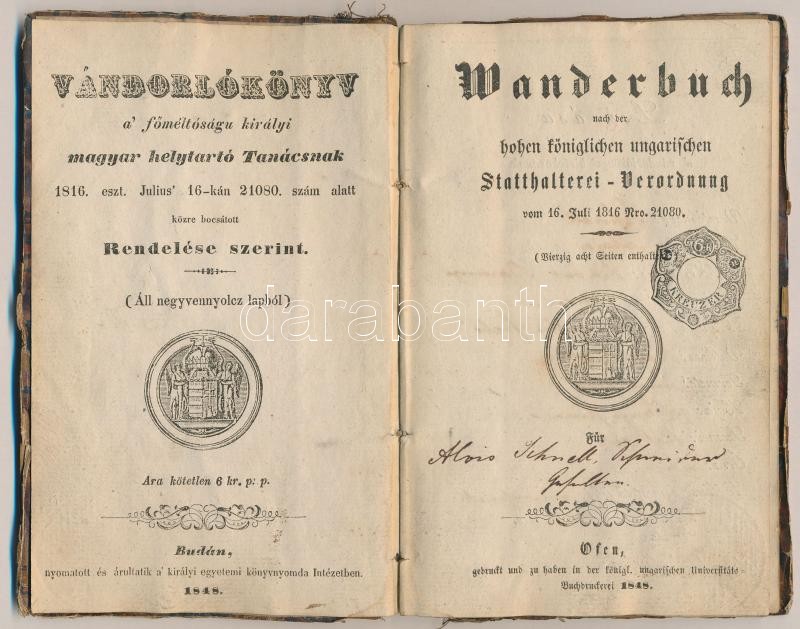 VÁNDORLÓKÖNYV
a' főméltóságu királyi
magyar helytartó Tanácsnak
1816. eszt. Julius' 16-kán 21080. szám alatt
közre bocsátott
Rendelése szerint.
(Áll negyvennyolcz lapból)
Ara kötetlen 6 kr. p: p.
Budán,
nyomatott és árultatik a' királyi egyetemi könyvnyomda Intézetben.
1848.
Wanderbuch
nach der
hohen königlichen ungarischen
Statthalterei - Verordnung
vom 16. Juli 1816 Nro. 21080.
(Vierzig acht Seiten enthalt
6 k
KREUZER
Für
Alois Schnell, Schneider
Gesellen.
Ofen,
gedruckt und zu haben in der königl. ungarischen Universitäts-
Buchdruckerei 1848.
darabanth